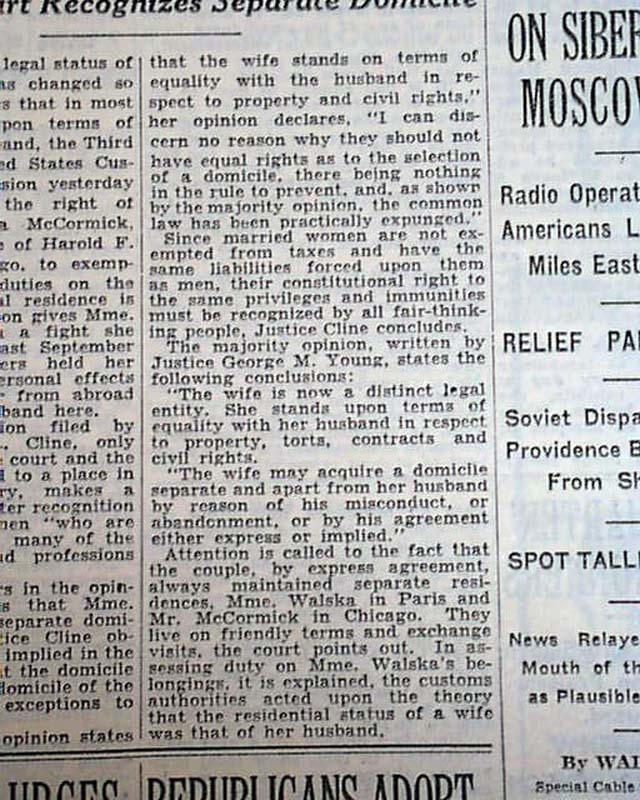 Recognizes Separate Domicile
legal status of
as changed so
s that in most
pon terms of
and, the Third
ed States Cus-
sion yesterday
the right of
a McCormick,
e of Harold F.
go, to exemp-
duties on the
al residence is
on gives Mme.
a fight she
ast September
ers held her
ersonal effects
from abroad
band here.
ion filed by
Cline, only
court and the
d to a place in
ry, makes a
ter recognition
men "who are
many of the
nd professions
rs in the opin-
s that Mme.
separate domi-
tice Cline ob-
implied in the
t the domicile
domicile of the
exceptions to
opinion states
that the wife stands on terms of
equality with the husband in re-
spect to property and civil rights,"
her opinion declares, "I can dis-
cern no reason why they should not
have equal rights as to the selection
of a domicile, there being nothing
in the rule to prevent, and, as shown
by the majority opinion, the common
law has been practically expunged."
Since married women are not ex-
empted from taxes and have the
same liabilities forced upon them
as men, their constitutional right to
the same privileges and immunities
must be recognized by all fair-think-
ing people, Justice Cline concludes.
The majority opinion, written by
Justice George M. Young, states the
following conclusions:
"The wife is now a distinct legal
entity. She stands upon terms of
equality with her husband in respect
to property, torts, contracts and
civil rights.
"The wife may acquire a domicile
separate and apart from her husband
by reason of his misconduct, or
abandonment, or by his agreement
either express or implied."
Attention is called to the fact that
the couple, by express agreement,
always maintained separate resi-
dences, Mme. Walska in Paris and
Mr. McCormick in Chicago. They
live on friendly terms and exchange
visits, the court points out. In as-
sessing duty on Mme. Walska's be-
longings, it is explained, the customs
authorities acted upon the theory
that the residential status of a wife
was that of her husband.
ON SIBER
MOSCOW
Radio Operat
Americans L
Miles East
RELIEF PA
Soviet Dispa
Providence B
From Sh
SPOT TALLI
News Relaye
Mouth of th
as Plausible
By WAL
Special Cable
URGES
REPUBLICANS ADOPT